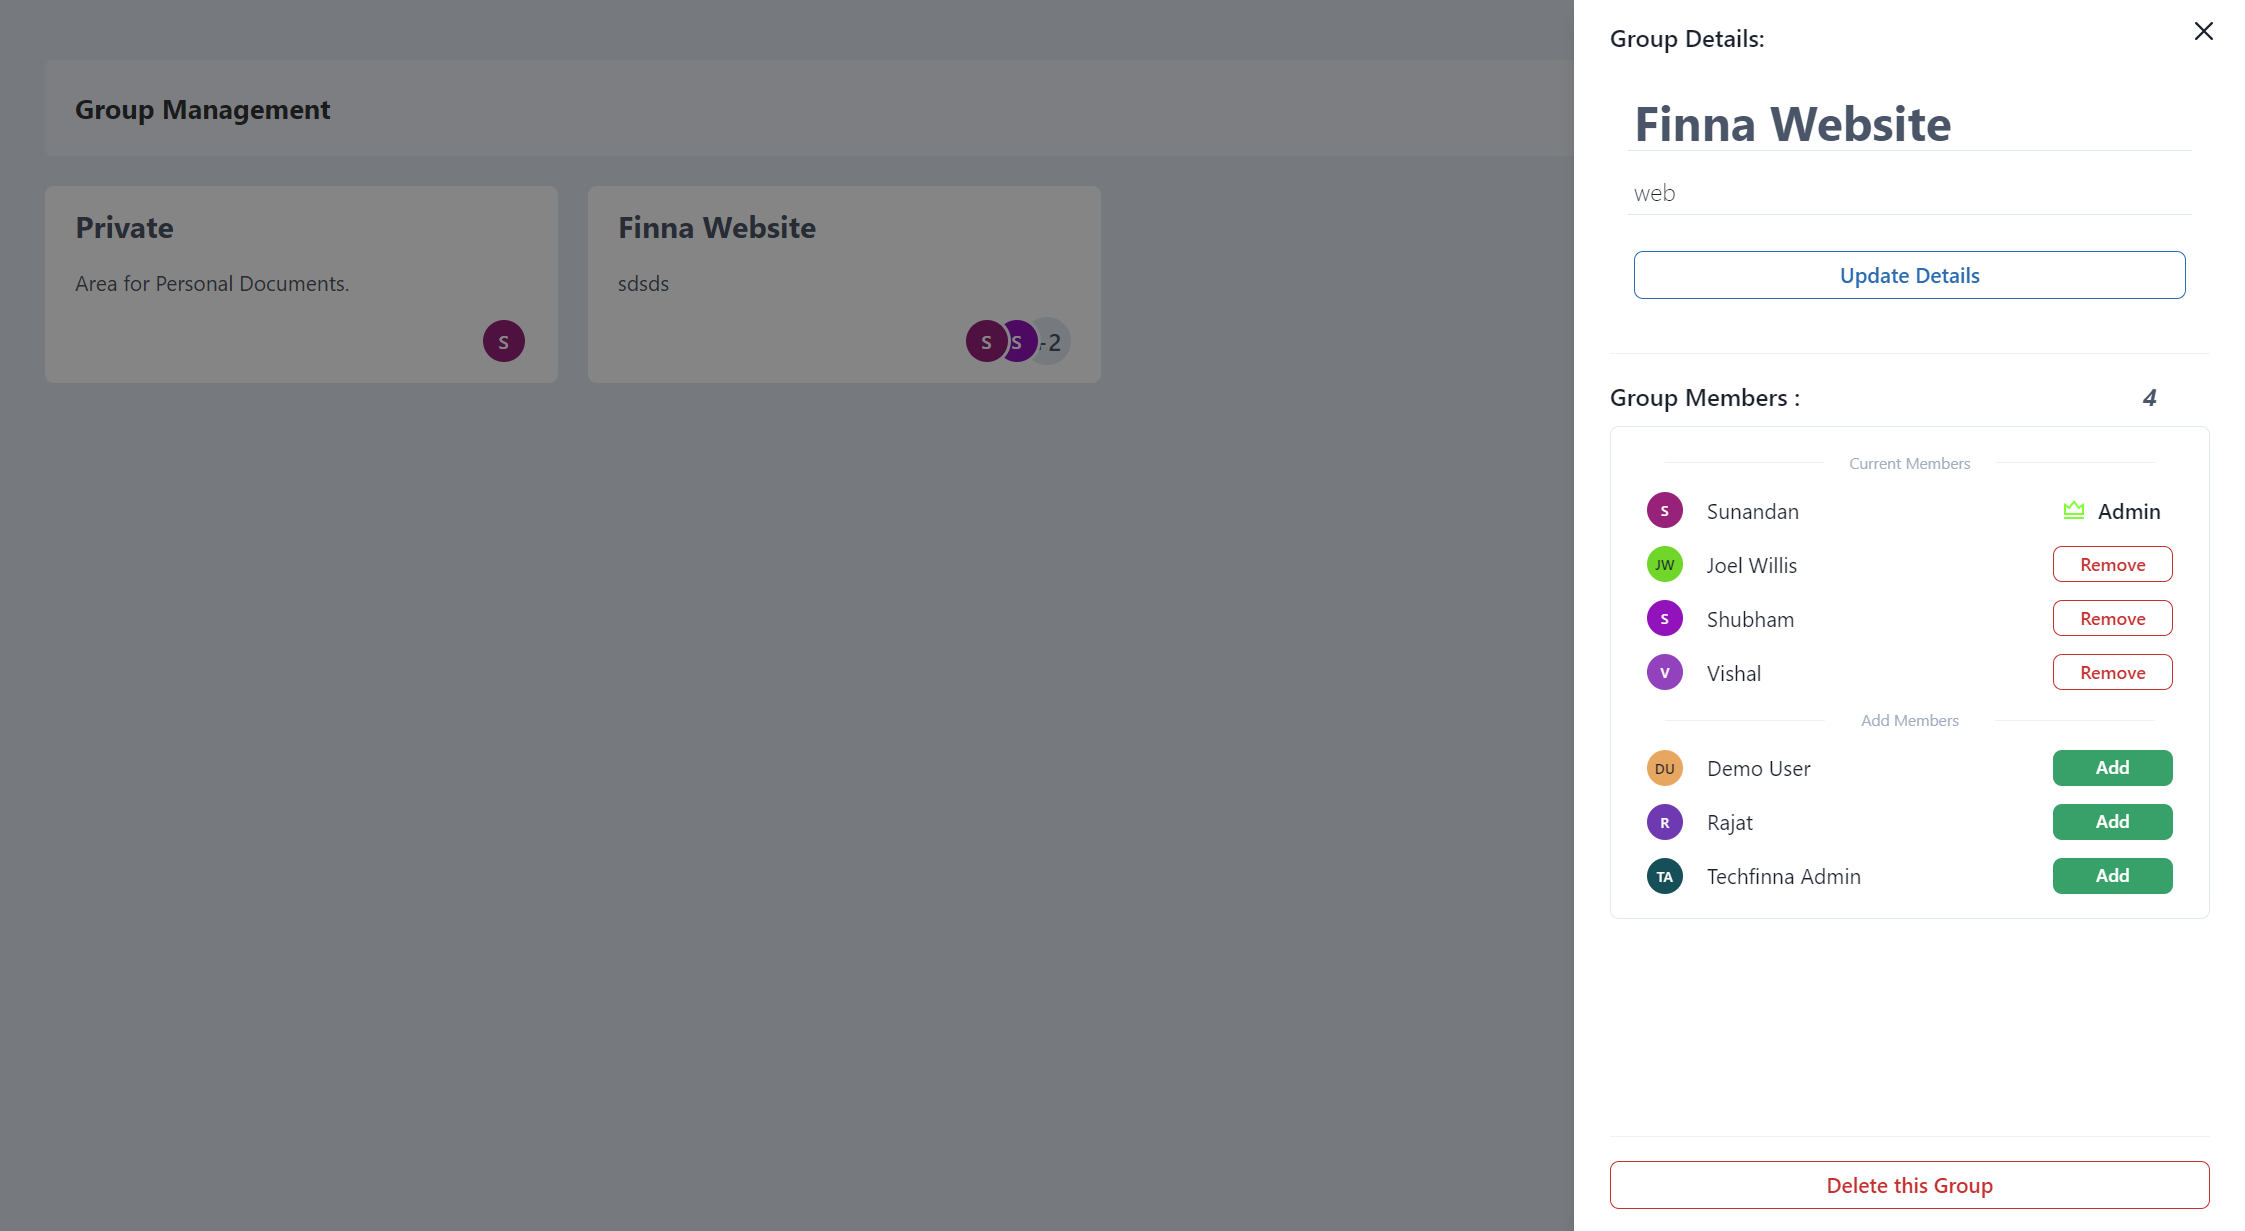 Group Management
Private
Area for Personal Documents.
S
Finna Website
sdsds
S S +2
Group Details:
Finna Website
web
Update Details
Group Members : 4
Current Members
S Sunandan Admin
JW Joel Willis Remove
S Shubham Remove
V Vishal Remove
Add Members
DU Demo User Add
R Rajat Add
TA Techfinna Admin Add
Delete this Group